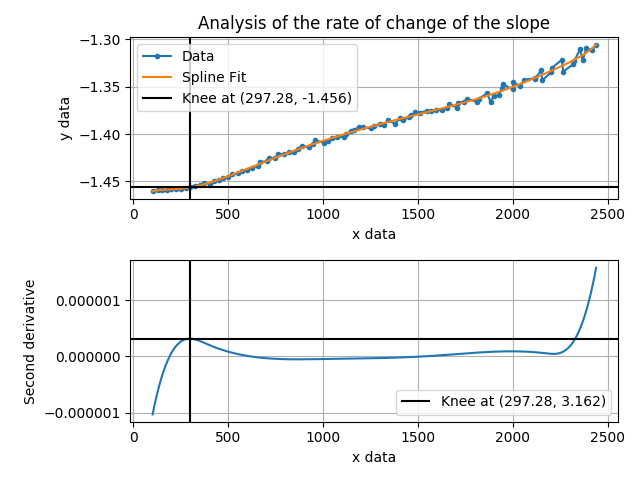 Analysis of the rate of change of the slope
−1.30
−1.35
−1.40
−1.45
y data
Data
Spline Fit
Knee at (297.28, -1.456)
0 500 1000 1500 2000 2500
x data
0.000001
0.000000
−0.000001
Second derivative
Knee at (297.28, 3.162)
0 500 1000 1500 2000 2500
x data